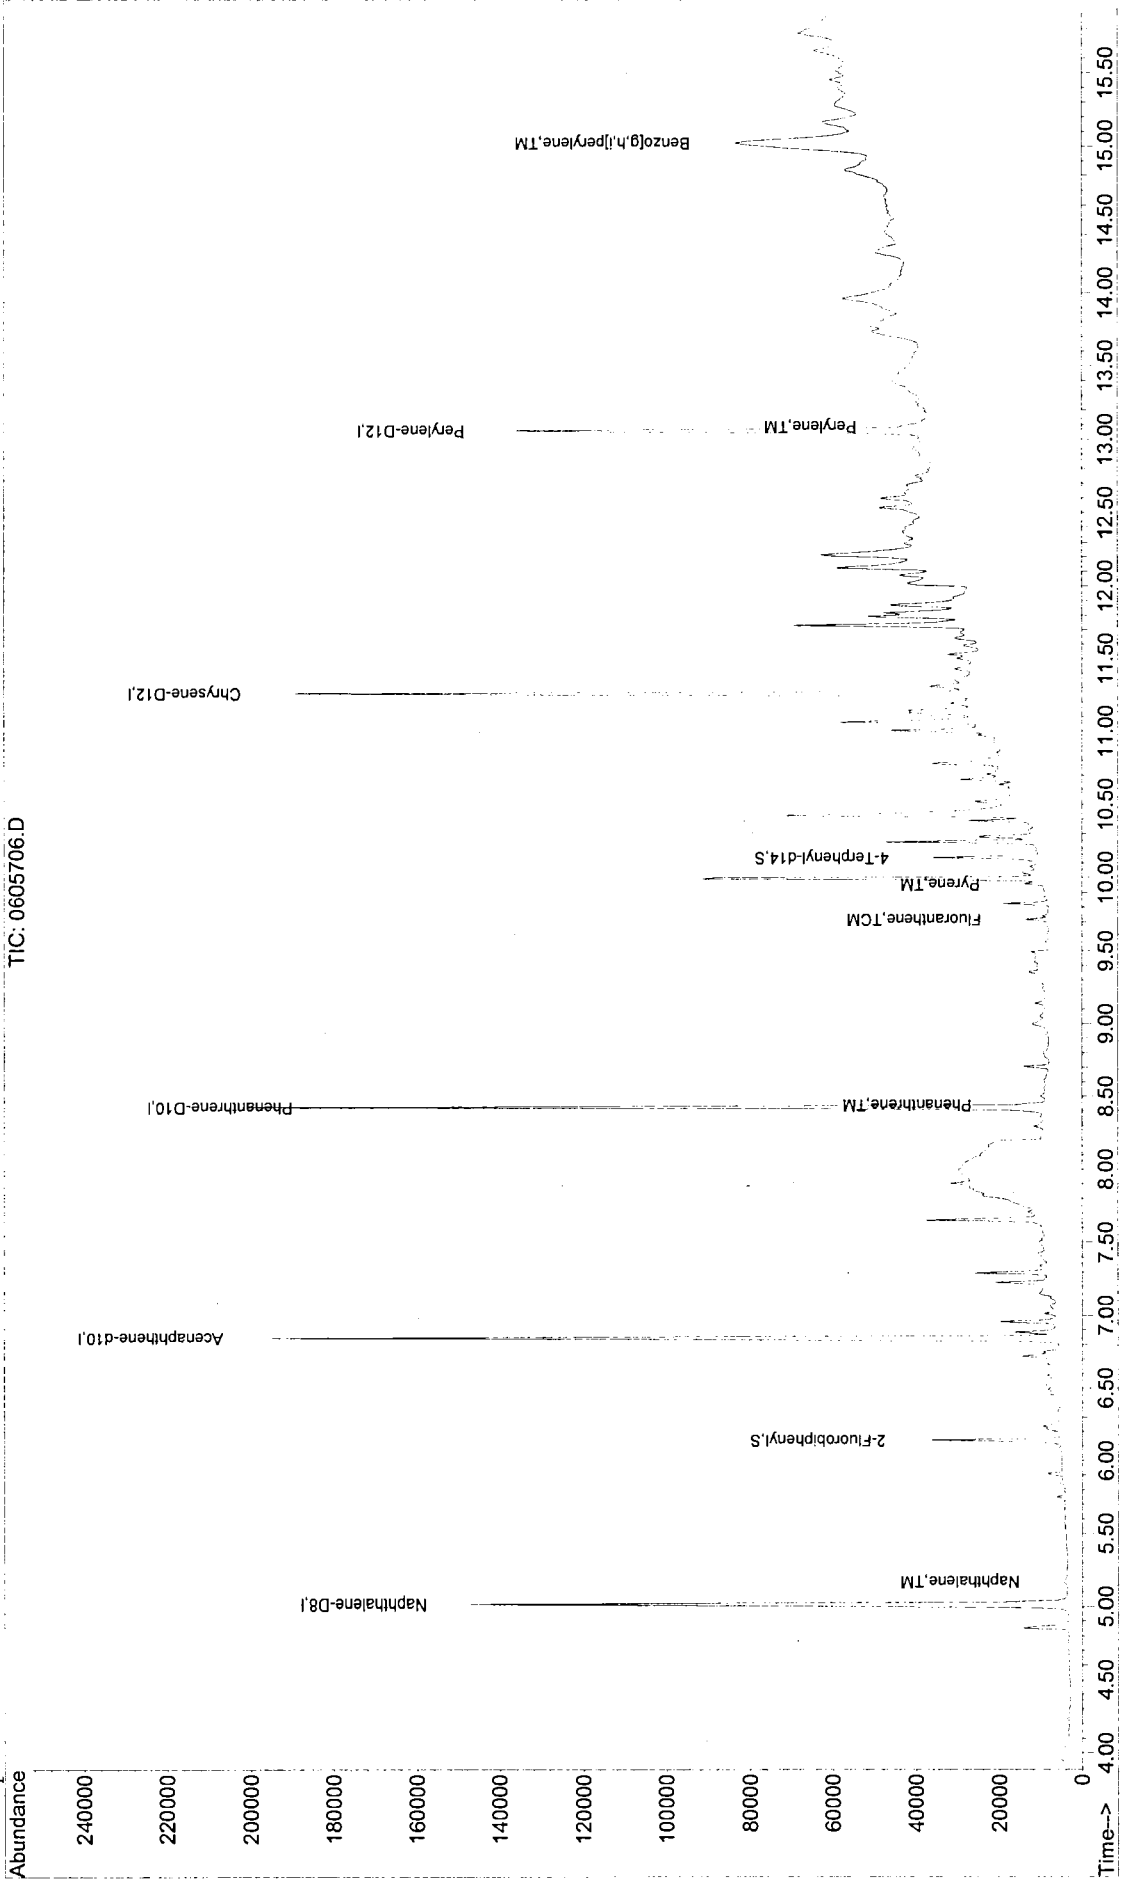 TIC: 0605706.D
Abundance
240000
220000
200000
180000
160000
140000
120000
100000
80000
60000
40000
20000
0
Time-->
4.00 4.50 5.00 5.50 6.00 6.50 7.00 7.50 8.00 8.50 9.00 9.50 10.00 10.50 11.00 11.50 12.00 12.50 13.00 13.50 14.00 14.50 15.00 15.50
Naphthalene-D8,I
Naphthalene,TM
2-Fluorobiphenyl,S
Acenaphthene-d10,I
Phenanthrene-D10,I
Phenanthrene,TM
Fluoranthene,TCM
Pyrene,TM
4-Terphenyl-d14,S
Chrysene-D12,I
Perylene-D12,I
Perylene,TM
Benzo[g,h,i]perylene,TM